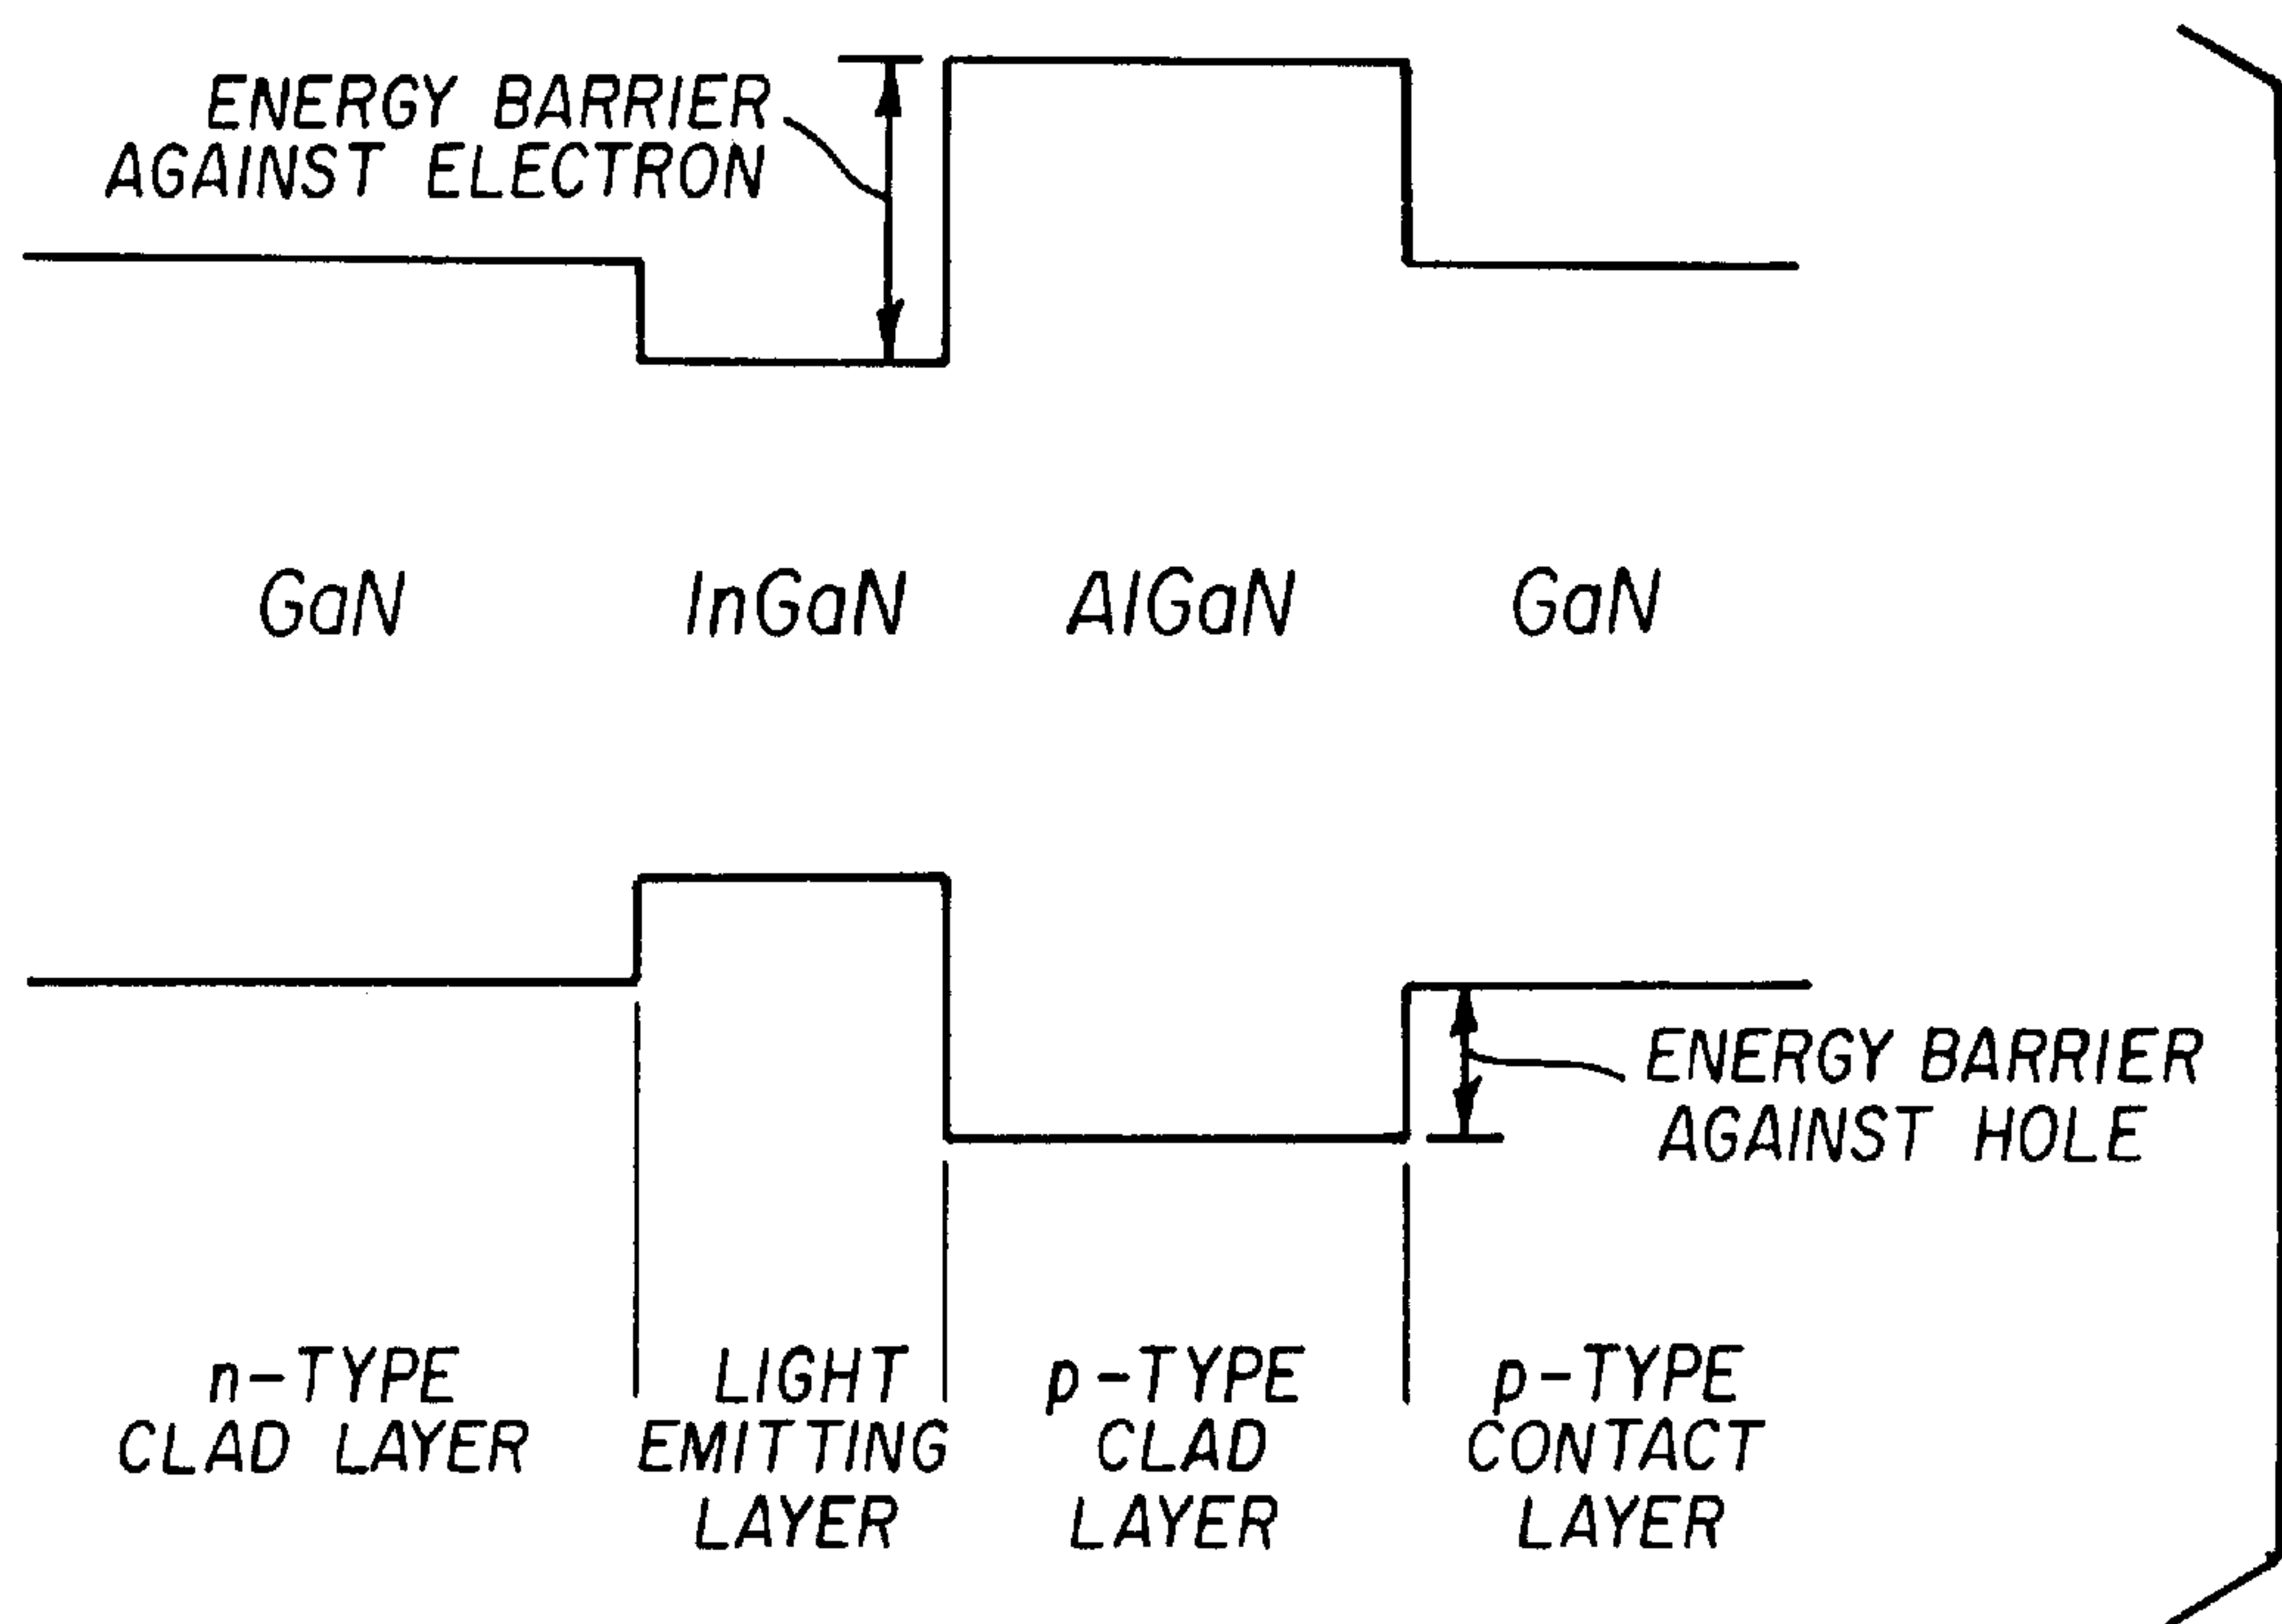 ENERGY BARRIER
AGAINST ELECTRON
GaN InGaN AlGaN GaN
ENERGY BARRIER
AGAINST HOLE
n-TYPE
CLAD LAYER
LIGHT
EMITTING
LAYER
p-TYPE
CLAD
LAYER
p-TYPE
CONTACT
LAYER